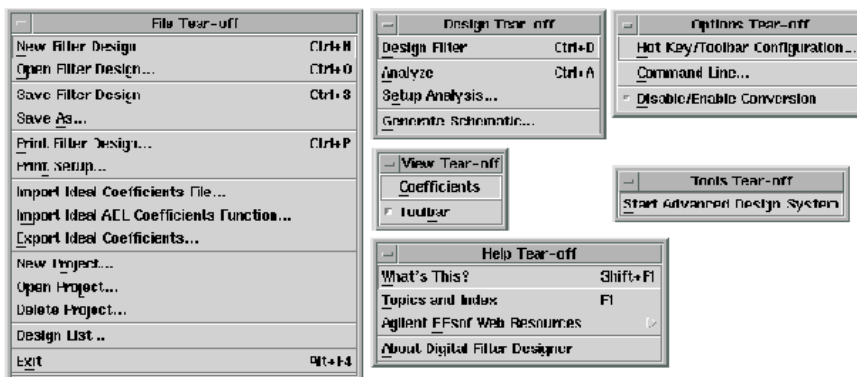 File Tear-off
New Filter Design Ctrl+N
Open Filter Design... Ctrl+O
Save Filter Design Ctrl+S
Save As...
Print Filter Design... Ctrl+P
Print Setup...
Import Ideal Coefficients File...
Import Ideal AEL Coefficients Function...
Export Ideal Coefficients...
New Project...
Open Project...
Delete Project...
Design List...
Exit Alt+F4
Design Tear-off
Design Filter Ctrl+D
Analyze Ctrl+A
Setup Analysis...
Generate Schematic...
View Tear-off
Coefficients
Toolbar
Options Tear-off
Hot Key/Toolbar Configuration...
Command Line...
Disable/Enable Conversion
Tools Tear-off
Start Advanced Design System
Help Tear-off
What's This? Shift+F1
Topics and Index F1
Agilent EEsof Web Resources
About Digital Filter Designer